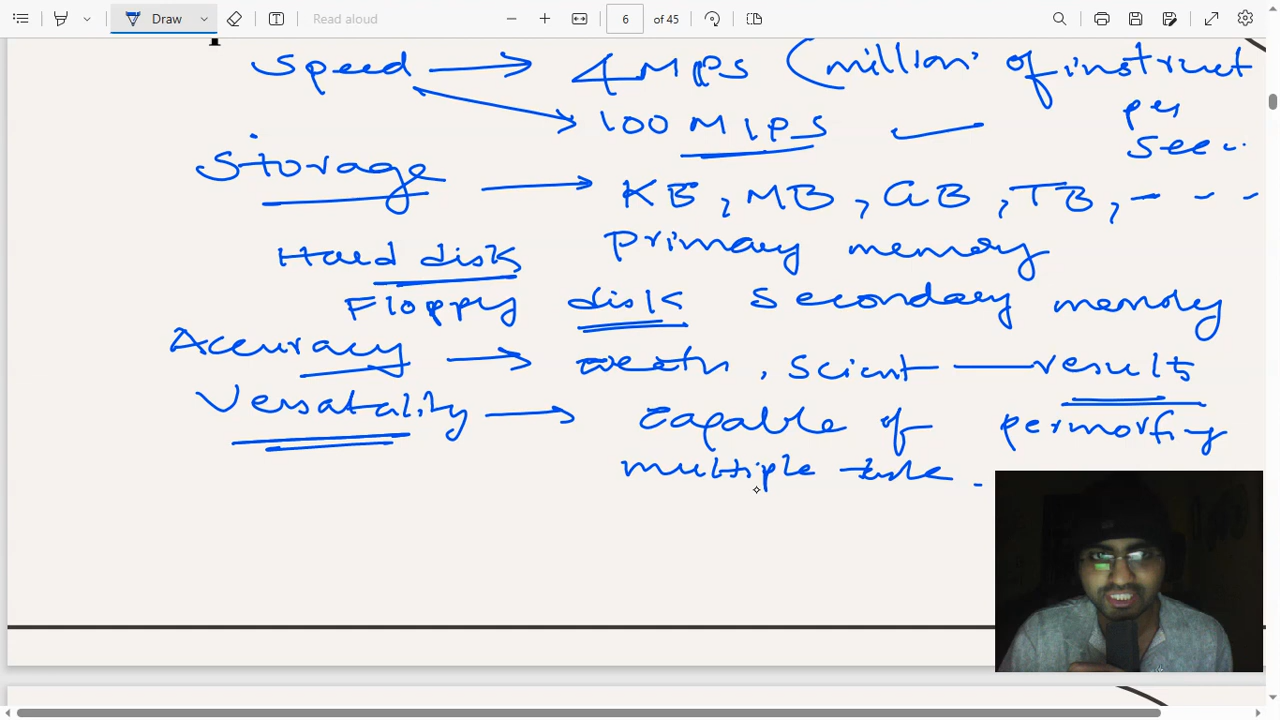 Draw
Read aloud
6 of 45
Speed → 4 MIPS (million of instruct
per
sec..
→ 100 MIPS
Storage → KB, MB, GB, TB, - - -
Primary memory
Hard disk
Floppy disk Secondary memory
Accuracy → , scient — results
Versatality → Capable of permorfing
multiple